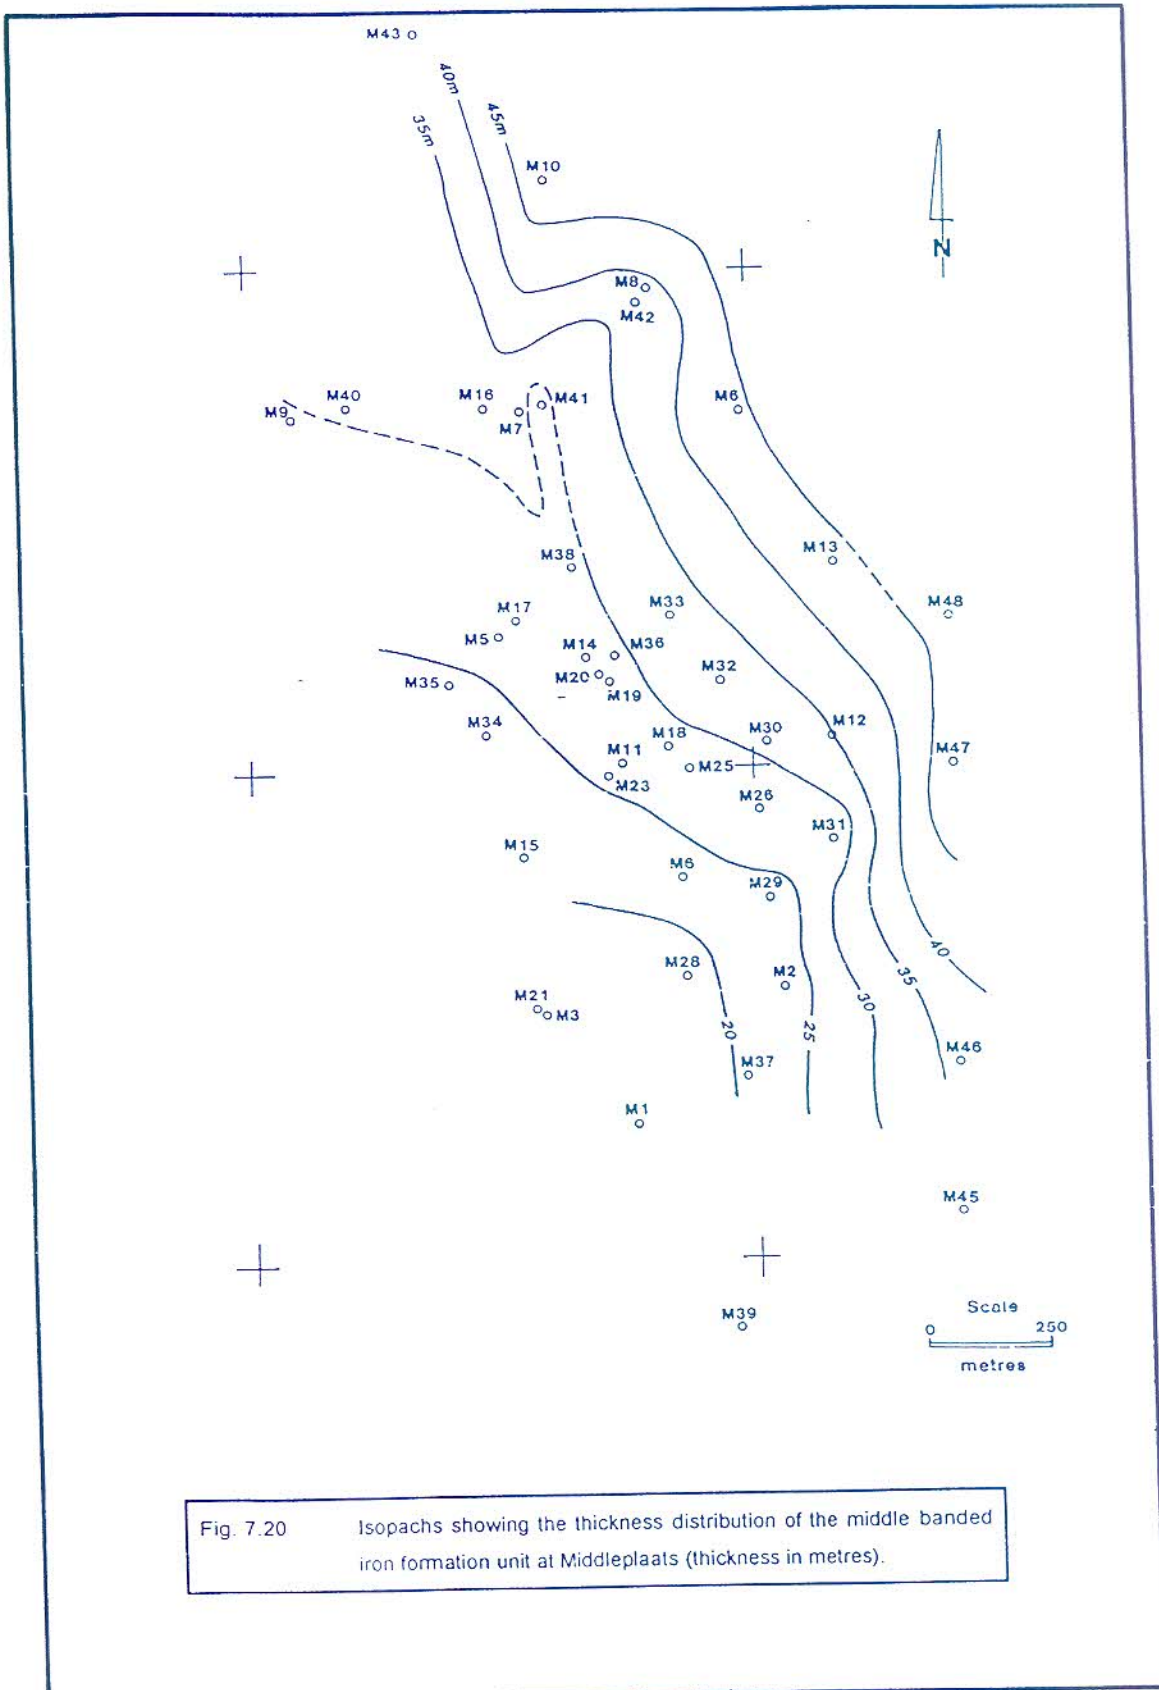 M43
40m
45m
35m
M10
N
M8
M42
M9
M40
M16
M7
M41
M6
M13
M48
M38
M17
M5
M33
M14
M36
M20
M19
M32
M35
M34
M18
M30
M12
M47
M11
M25
M23
M26
M31
M15
M6
M29
40
M28
M2
35
30
M21
M3
20
25
M37
M46
M1
M45
M39
Scale
0 250
metres
Fig. 7.20 Isopachs showing the thickness distribution of the middle banded
iron formation unit at Middleplaats (thickness in metres).